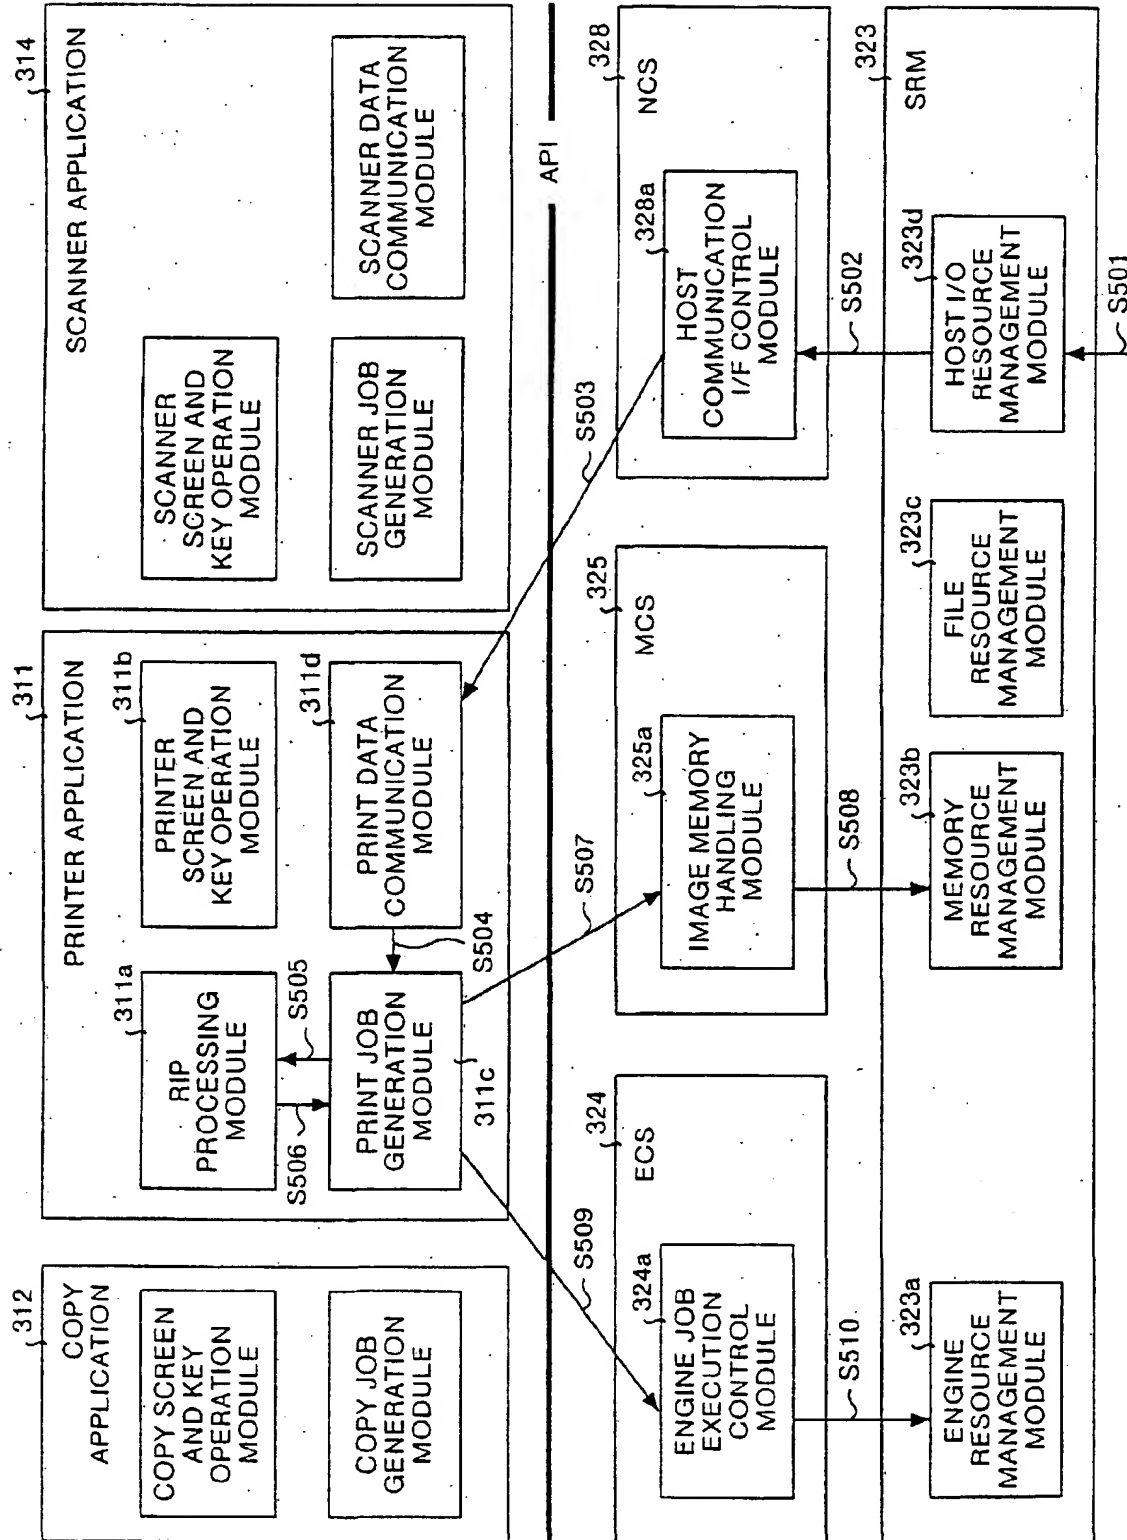 312
COPY
APPLICATION
COPY SCREEN
AND KEY
OPERATION
MODULE
COPY JOB
GENERATION
MODULE
311
PRINTER APPLICATION
311a
RIP
PROCESSING
MODULE
311b
PRINTER
SCREEN AND
KEY OPERATION
MODULE
S506
S505
PRINT JOB
GENERATION
MODULE
311c
S504
311d
PRINT DATA
COMMUNICATION
MODULE
314
SCANNER APPLICATION
SCANNER
SCREEN AND
KEY OPERATION
MODULE
SCANNER JOB
GENERATION
MODULE
SCANNER DATA
COMMUNICATION
MODULE
API
S509
S507
S503
324
ECS
324a
ENGINE JOB
EXECUTION
CONTROL
MODULE
325
MCS
325a
IMAGE MEMORY
HANDLING
MODULE
328
NCS
328a
HOST
COMMUNICATION
I/F CONTROL
MODULE
S510
S508
S502
323
SRM
323a
ENGINE
RESOURCE
MANAGEMENT
MODULE
323b
MEMORY
RESOURCE
MANAGEMENT
MODULE
323c
FILE
RESOURCE
MANAGEMENT
MODULE
323d
HOST I/O
RESOURCE
MANAGEMENT
MODULE
S501